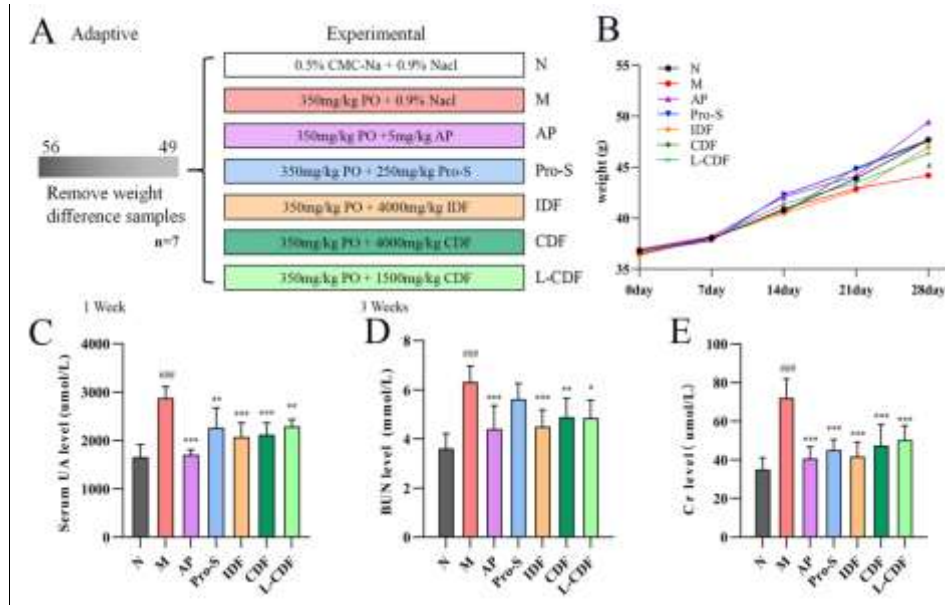 A
Adaptive
Experimental
0.5% CMC-Na + 0.9% Nacl
N
350mg/kg PO + 0.9% Nacl
M
350mg/kg PO +5mg/kg AP
AP
350mg/kg PO + 250mg/kg Pro-S
Pro-S
350mg/kg PO + 4000mg/kg IDF
IDF
350mg/kg PO + 4000mg/kg CDF
CDF
350mg/kg PO + 1500mg/kg CDF
L-CDF
56
49
Remove weight
difference samples
n=7
1 Week
3 Weeks
B
weight (g)
55
50
45
40
35
N
M
AP
Pro-S
IDF
CDF
L-CDF
#
0day
7day
14day
21day
28day
C
Serum UA level (umol/L)
4000
3000
2000
1000
0
###
***
**
***
***
**
N
M
AP
Pro-S
IDF
CDF
L-CDF
D
BUN level (mmol/L)
8
6
4
2
0
###
***
***
**
*
N
M
AP
Pro-S
IDF
CDF
L-CDF
E
Cr level( umol/L)
100
80
60
40
20
0
###
***
***
***
***
***
N
M
AP
Pro-S
IDF
CDF
L-CDF